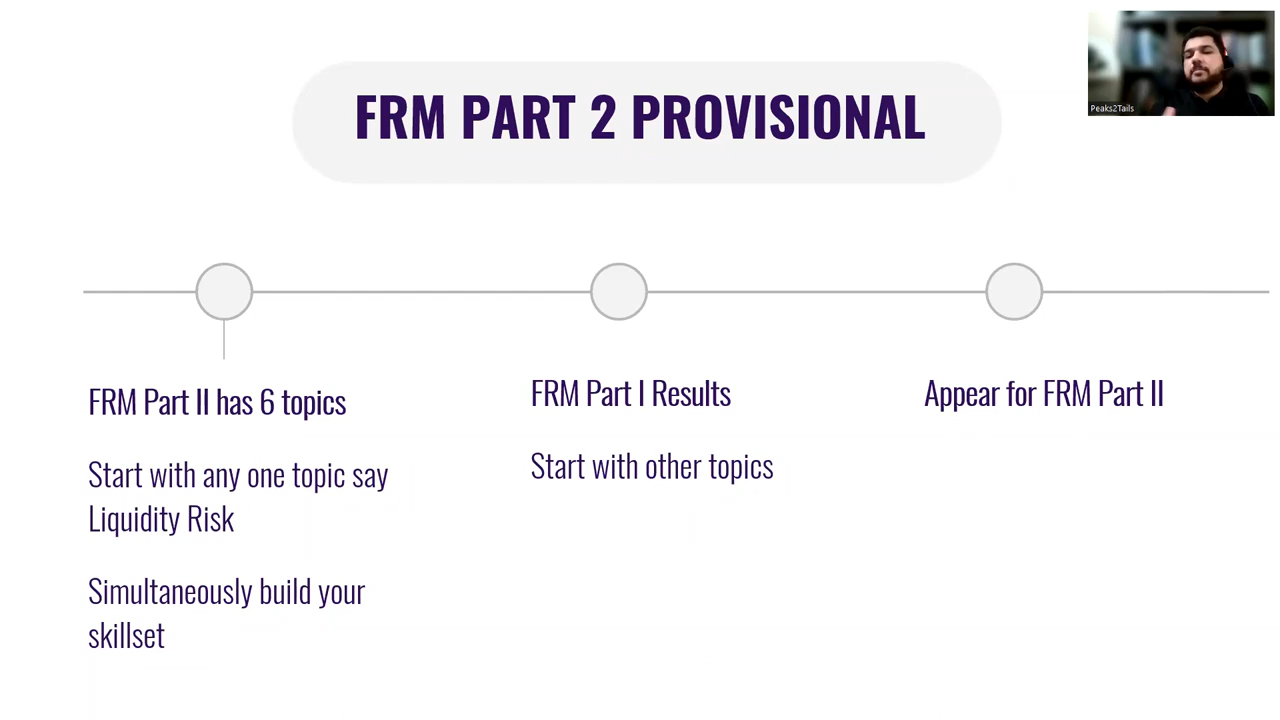 FRM PART 2 PROVISIONAL
Peaks2Tails
FRM Part II has 6 topics
Start with any one topic say
Liquidity Risk
Simultaneously build your
skillset
FRM Part I Results
Start with other topics
Appear for FRM Part II